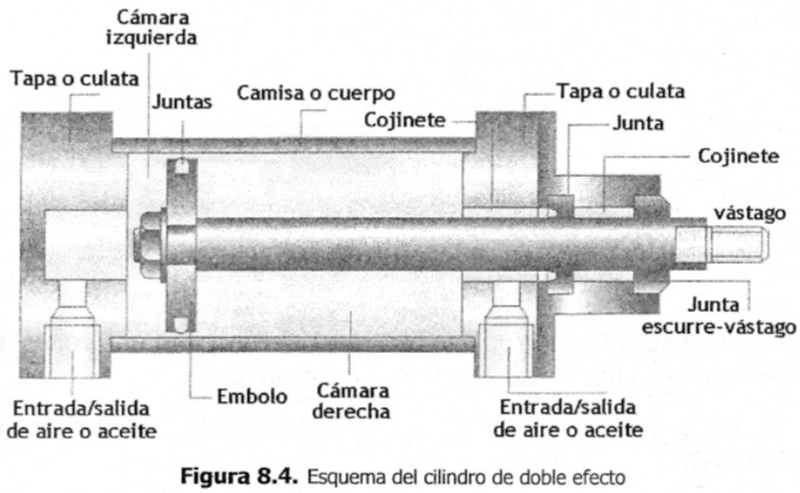 Cámara
izquierda
Tapa o culata
Juntas
Camisa o cuerpo
Cojinete
Tapa o culata
Junta
Cojinete
vástago
Junta
escurre-vástago
Entrada/salida
de aire o aceite
Embolo
Cámara
derecha
Entrada/salida
de aire o aceite
Figura 8.4. Esquema del cilindro de doble efecto